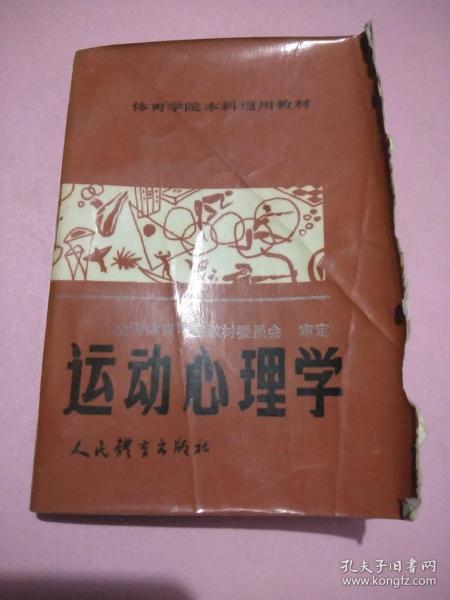 体育学院本科通用教材
全国体育学院教材委员会 审定
运动心理学
人民體育出版社
孔夫子旧书网
www.kongfz.com